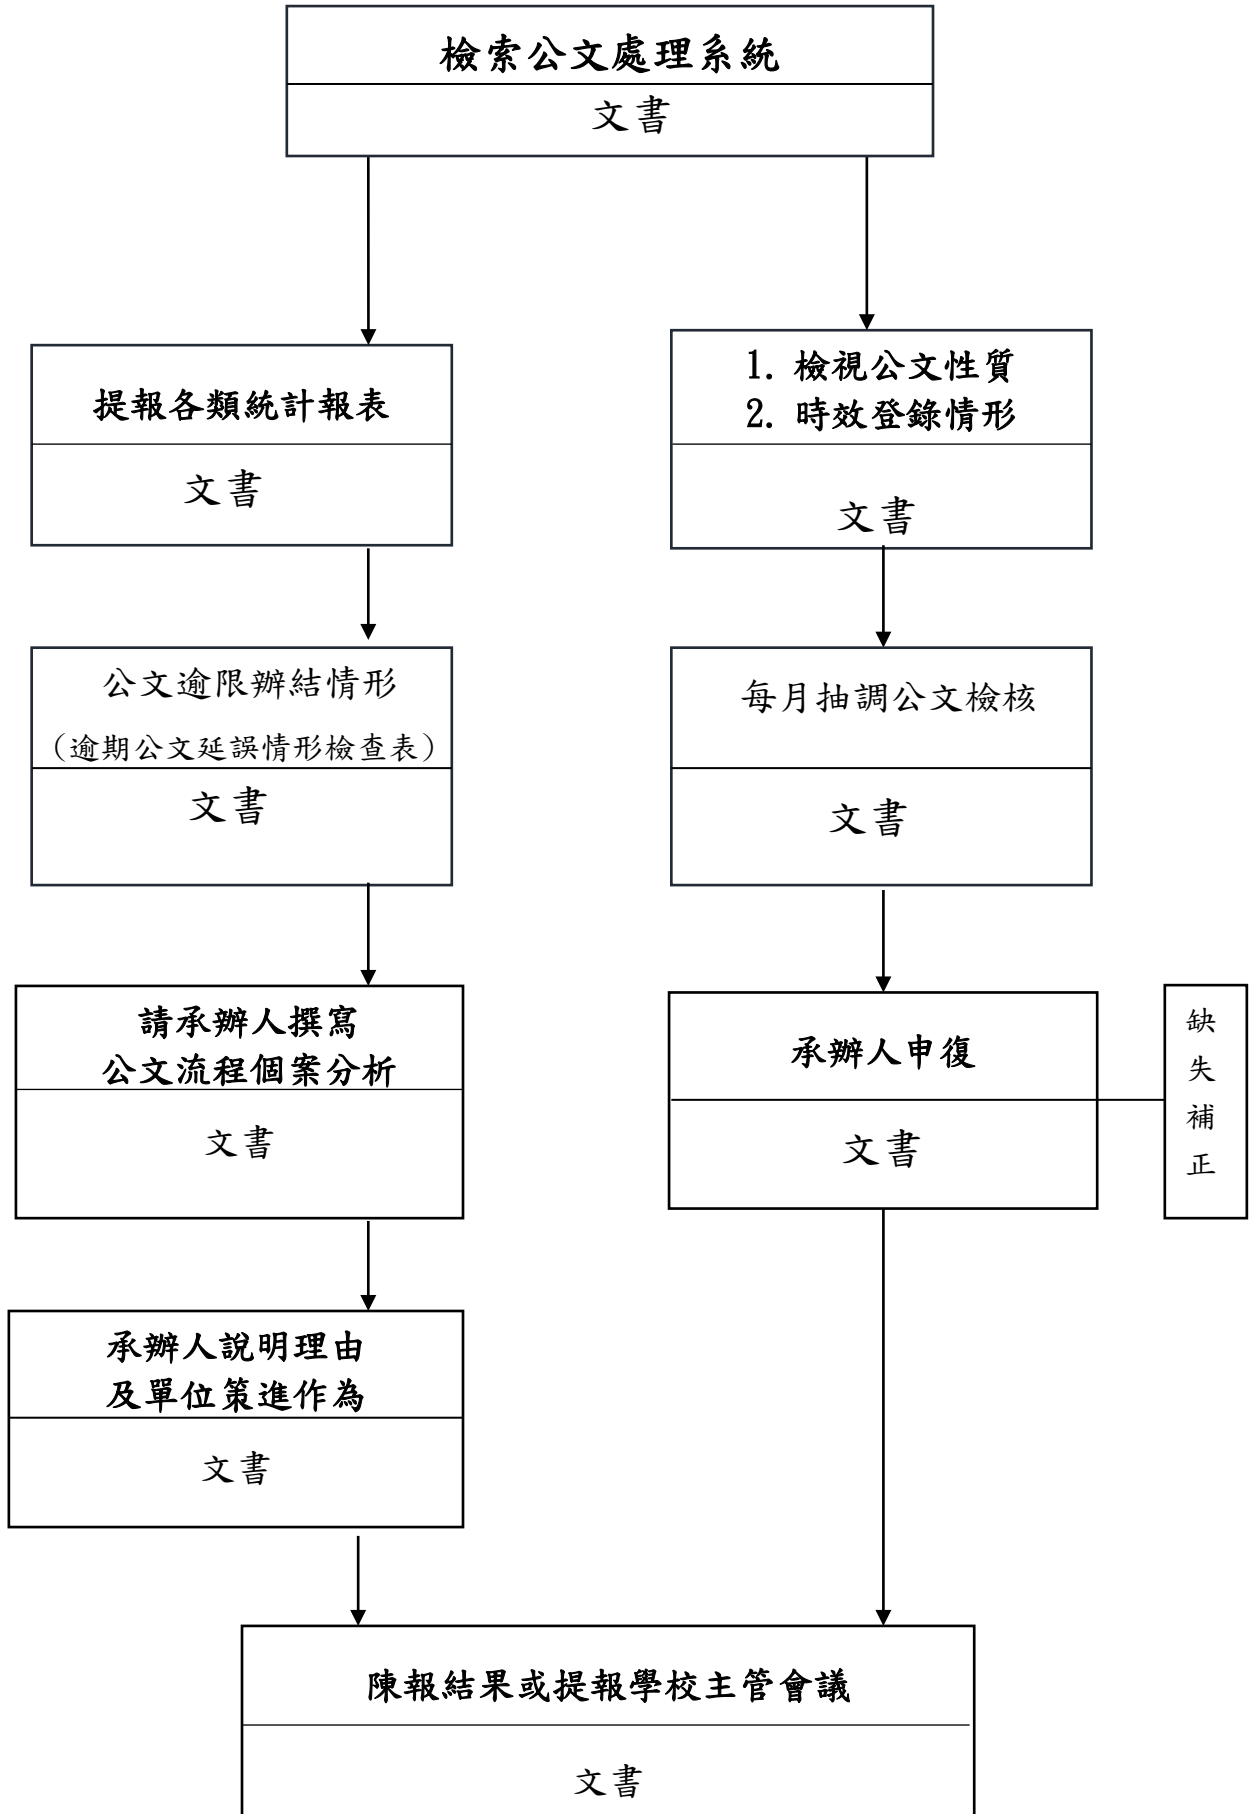 檢索公文處理系統
文書
提報各類統計報表
文書
1. 檢視公文性質
2. 時效登錄情形
文書
公文逾限辦結情形
（逾期公文延誤情形檢查表）
文書
每月抽調公文檢核
文書
請承辦人撰寫
公文流程個案分析
文書
承辦人申復
文書
缺
失
補
正
承辦人說明理由
及單位策進作為
文書
陳報結果或提報學校主管會議
文書